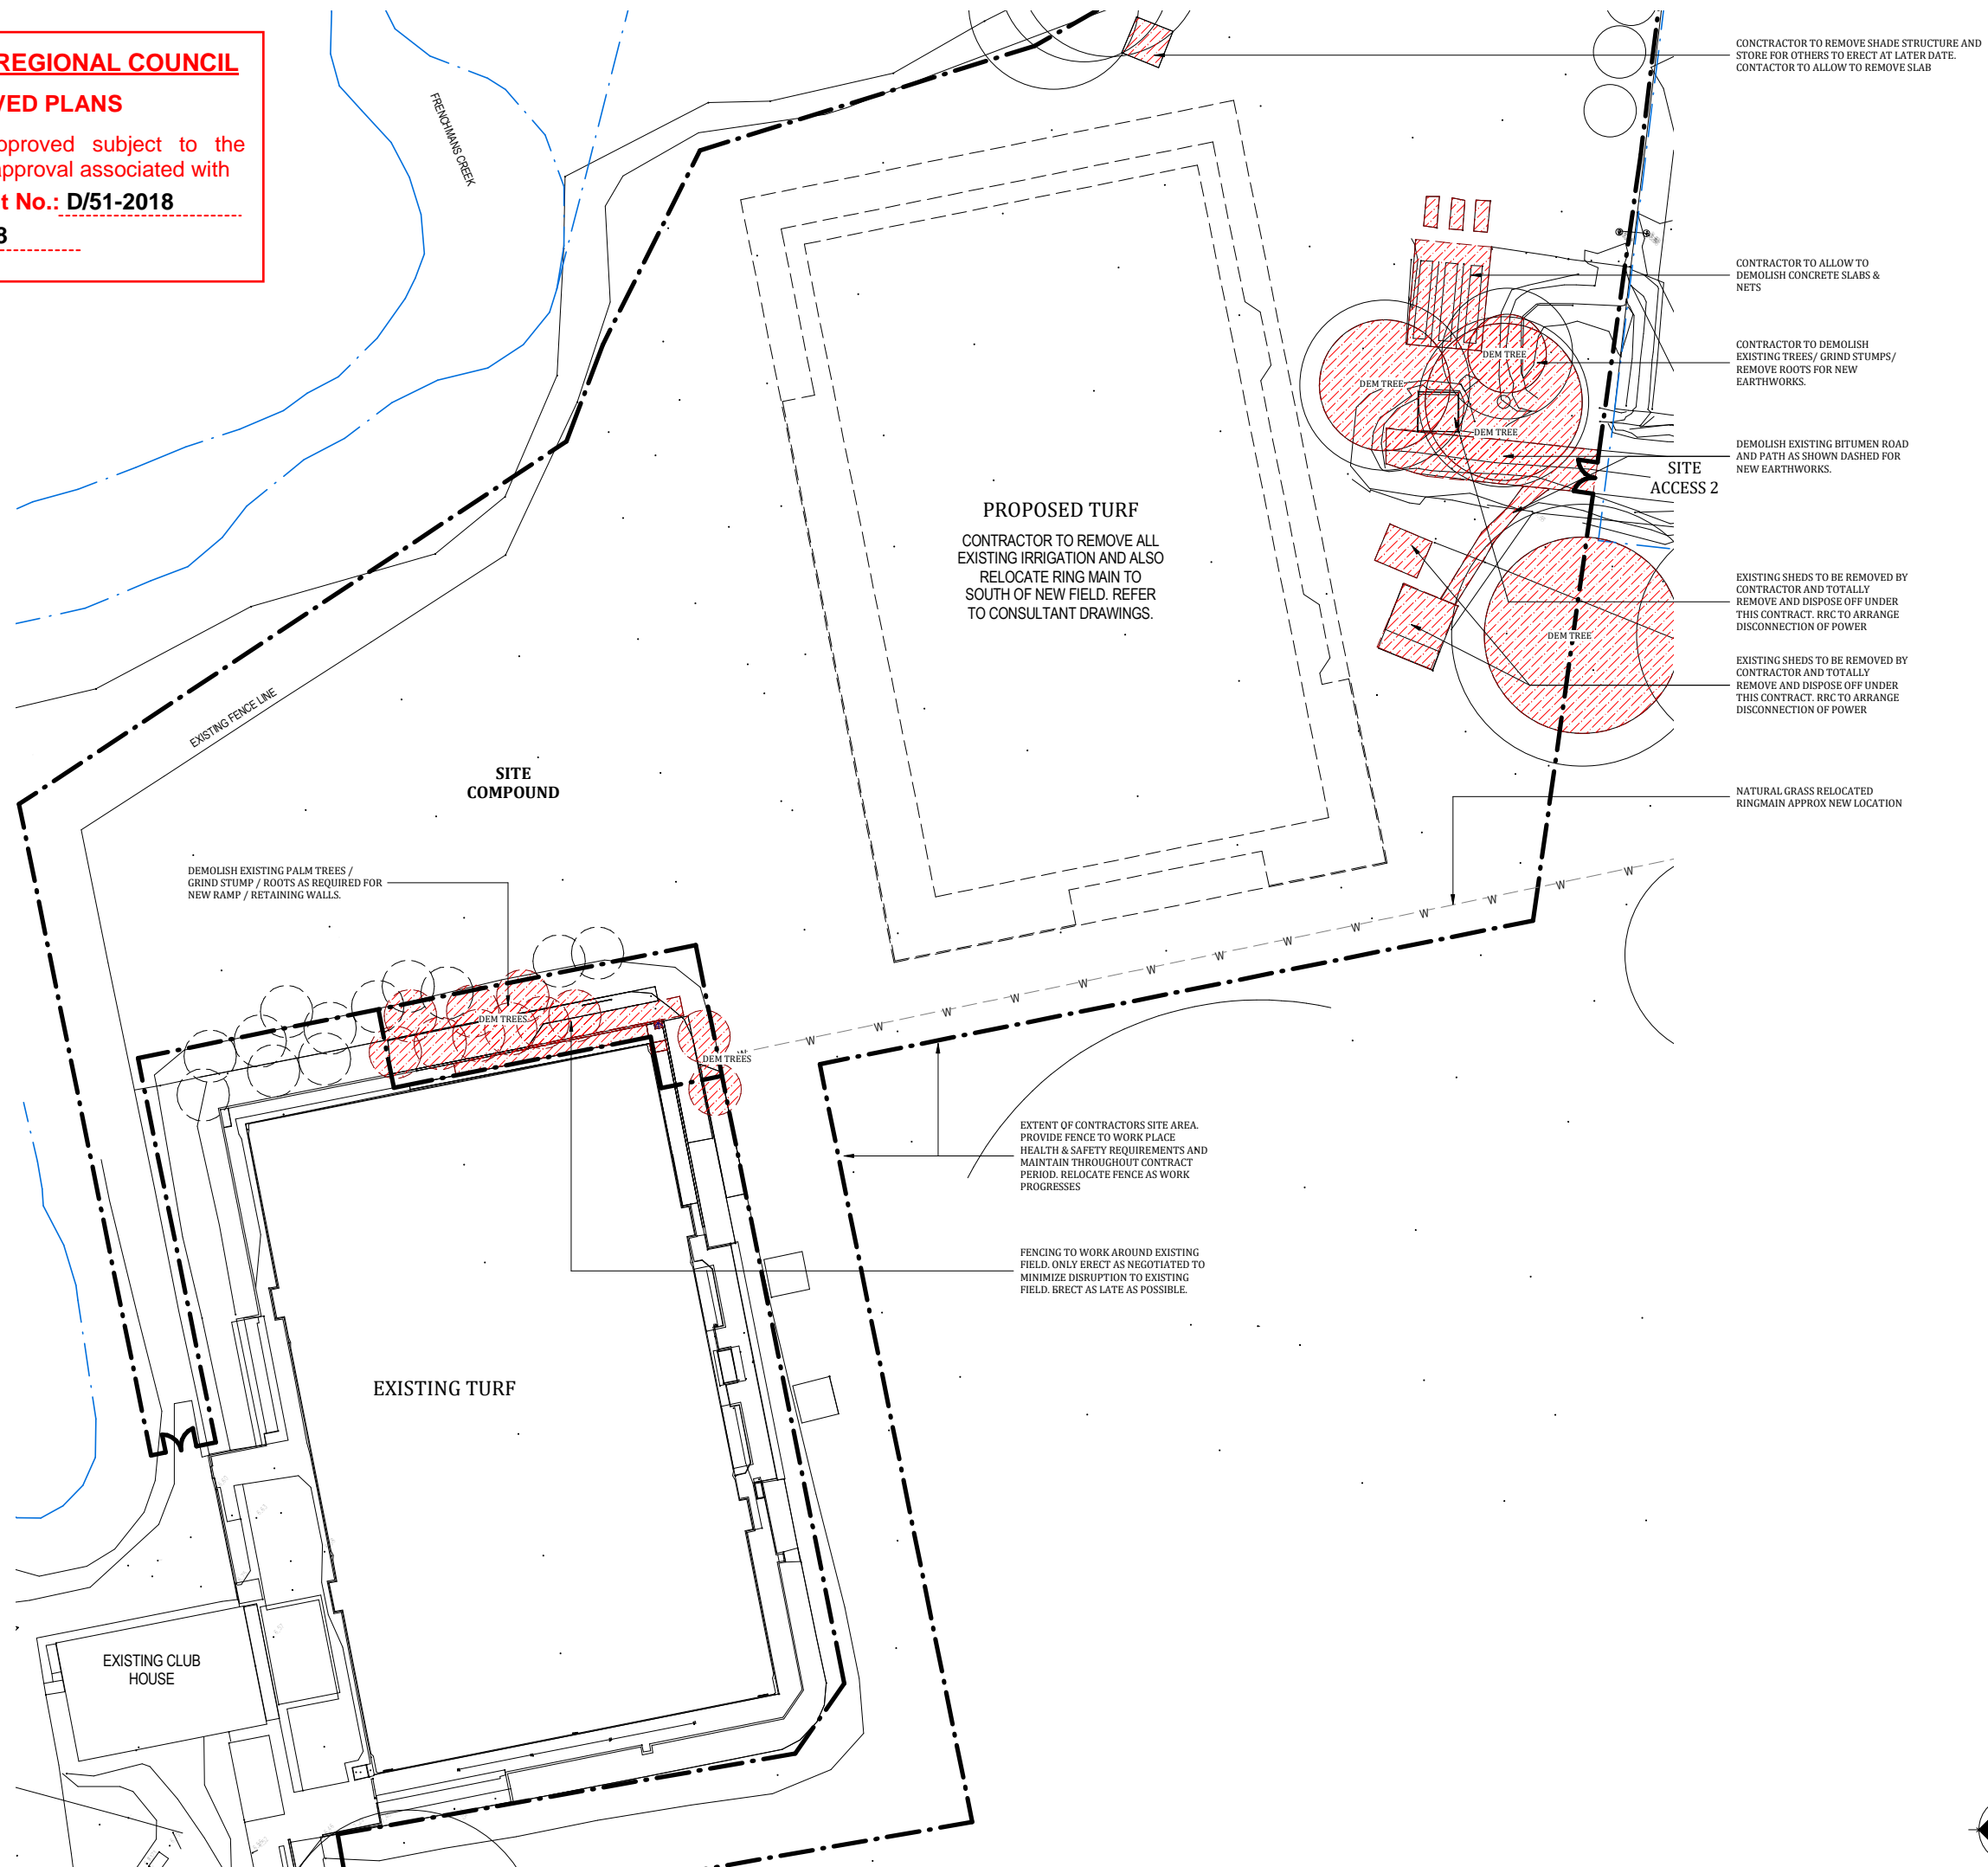 REGIONAL COUNCIL
VED PLANS
subject to the
approval associated with
t No.: D/51-2018
FRENCHMANS CREEK
CONCTRACTOR TO REMOVE SHADE STRUCTURE AND
STORE FOR OTHERS TO ERECT AT LATER DATE.
CONTACTOR TO ALLOW TO REMOVE SLAB
CONTRACTOR TO ALLOW TO
DEMOLISH CONCRETE SLABS &
NETS
CONTRACTOR TO DEMOLISH
EXISTING TREES/ GRIND STUMPS/
REMOVE ROOTS FOR NEW
EARTHWORKS.
DEM TREE
DEM TREE
DEM TREE
DEMOLISH EXISTING BITUMEN ROAD
AND PATH AS SHOWN DASHED FOR
NEW EARTHWORKS.
SITE
ACCESS 2
PROPOSED TURF
CONTRACTOR TO REMOVE ALL
EXISTING IRRIGATION AND ALSO
RELOCATE RING MAIN TO
SOUTH OF NEW FIELD. REFER
TO CONSULTANT DRAWINGS.
EXISTING SHEDS TO BE REMOVED BY
CONTRACTOR AND TOTALLY
REMOVE AND DISPOSE OFF UNDER
THIS CONTRACT. RRC TO ARRANGE
DISCONNECTION OF POWER
DEM TREE
EXISTING SHEDS TO BE REMOVED BY
CONTRACTOR AND TOTALLY
REMOVE AND DISPOSE OFF UNDER
THIS CONTRACT. RRC TO ARRANGE
DISCONNECTION OF POWER
EXISTING FENCE LINE
SITE
COMPOUND
NATURAL GRASS RELOCATED
RINGMAIN APPROX NEW LOCATION
DEMOLISH EXISTING PALM TREES /
GRIND STUMP / ROOTS AS REQUIRED FOR
NEW RAMP / RETAINING WALLS.
W W W W W W W W W W W W W W
DEM TREES
DEM TREES
EXTENT OF CONTRACTORS SITE AREA.
PROVIDE FENCE TO WORK PLACE
HEALTH & SAFETY REQUIREMENTS AND
MAINTAIN THROUGHOUT CONTRACT
PERIOD. RELOCATE FENCE AS WORK
PROGRESSES
FENCING TO WORK AROUND EXISTING
FIELD. ONLY ERECT AS NEGOTIATED TO
MINIMIZE DISRUPTION TO EXISTING
FIELD. ERECT AS LATE AS POSSIBLE.
EXISTING TURF
EXISTING CLUB
HOUSE